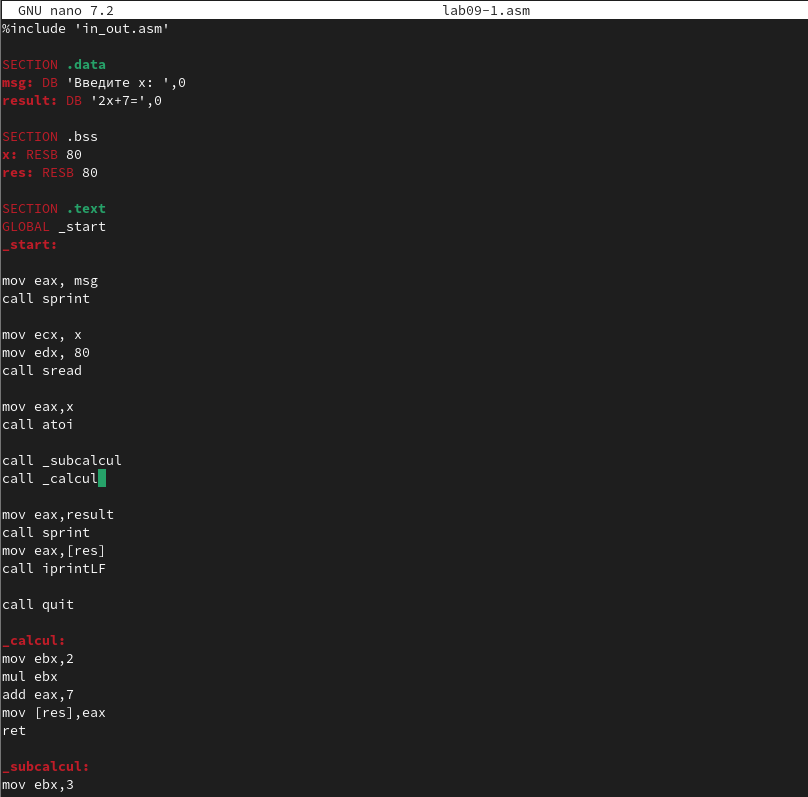 GNU nano 7.2 lab09-1.asm
%include 'in_out.asm'
SECTION .data
msg: DB 'Введите x: ',0
result: DB '2x+7=',0
SECTION .bss
x: RESB 80
res: RESB 80
SECTION .text
GLOBAL _start
_start:
mov eax, msg
call sprint
mov ecx, x
mov edx, 80
call sread
mov eax,x
call atoi
call _subcalcul
call _calcul
mov eax,result
call sprint
mov eax,[res]
call iprintLF
call quit
_calcul:
mov ebx,2
mul ebx
add eax,7
mov [res],eax
ret
_subcalcul:
mov ebx,3